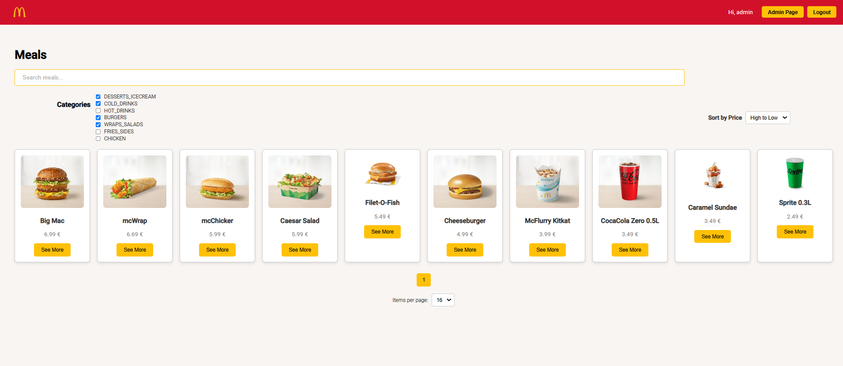 Hi, admin
Admin Page
Logout
Meals
Search meals...
Categories
DESSERTS_ICECREAM
COLD_DRINKS
HOT_DRINKS
BURGERS
WRAPS_SALADS
FRIES_SIDES
CHICKEN
Sort by Price
High to Low
Big Mac
6.99 €
See More
mcWrap
6.69 €
See More
mcChicker
5.99 €
See More
Caesar Salad
5.99 €
See More
Filet-O-Fish
5.49 €
See More
Cheeseburger
4.99 €
See More
McFlurry Kitkat
3.99 €
See More
CocaCola Zero 0.5L
3.49 €
See More
Caramel Sundae
3.49 €
See More
Sprite 0.3L
2.49 €
See More
1
Items per page:
16